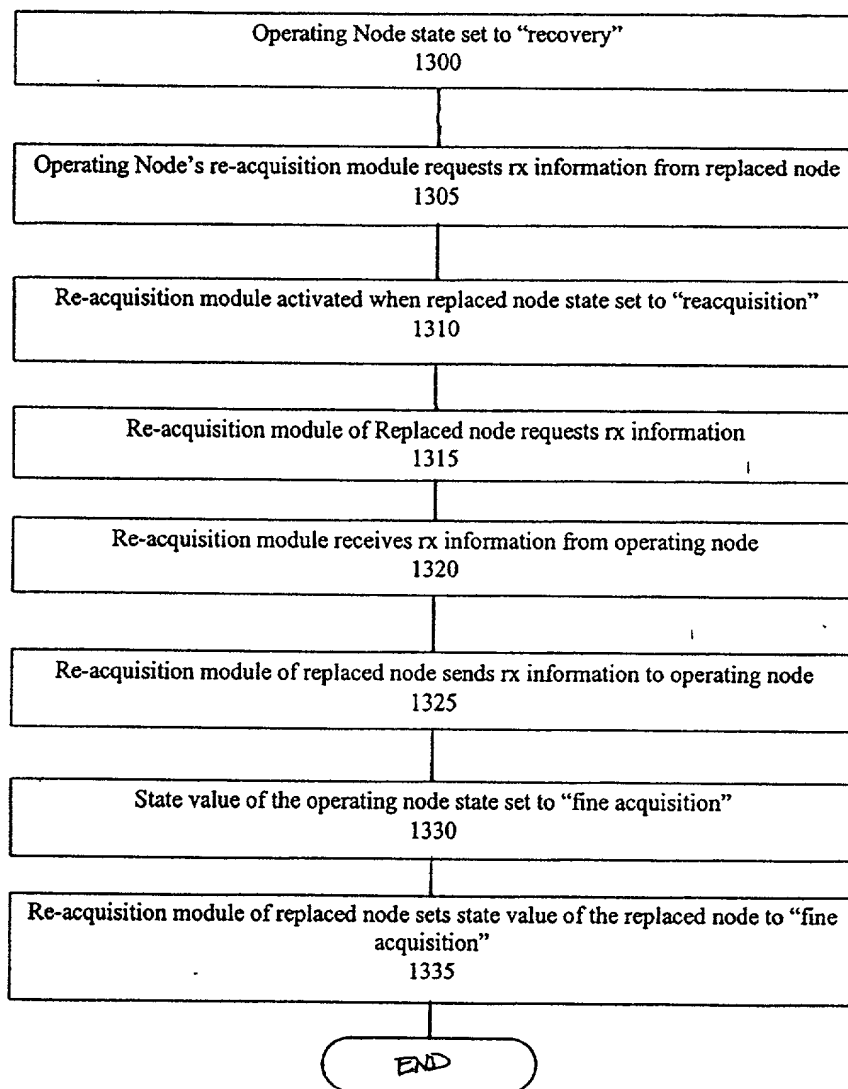 Operating Node state set to “recovery”
1300
Operating Node’s re-acquisition module requests rx information from replaced node
1305
Re-acquisition module activated when replaced node state set to “reacquisition”
1310
Re-acquisition module of Replaced node requests rx information
1315
Re-acquisition module receives rx information from operating node
1320
Re-acquisition module of replaced node sends rx information to operating node
1325
State value of the operating node state set to “fine acquisition”
1330
Re-acquisition module of replaced node sets state value of the replaced node to “fine
acquisition”
1335
END